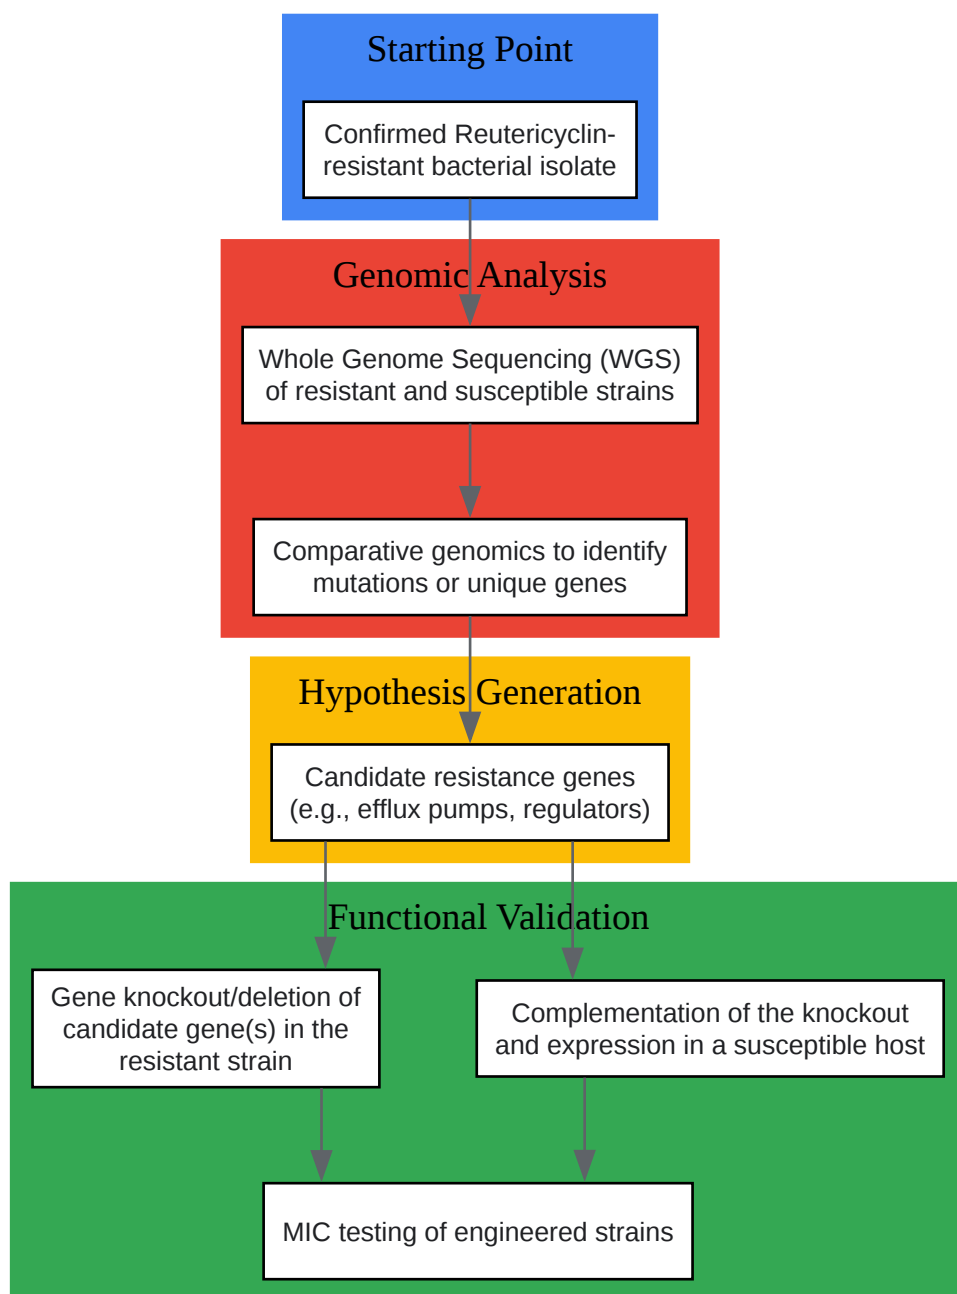 Starting Point
Confirmed Reutericyclin-
resistant bacterial isolate
Genomic Analysis
Whole Genome Sequencing (WGS)
of resistant and susceptible strains
Comparative genomics to identify
mutations or unique genes
Hypothesis Generation
Candidate resistance genes
(e.g., efflux pumps, regulators)
Functional Validation
Gene knockout/deletion of
candidate gene(s) in the
resistant strain
Complementation of the knockout
and expression in a susceptible host
MIC testing of engineered strains